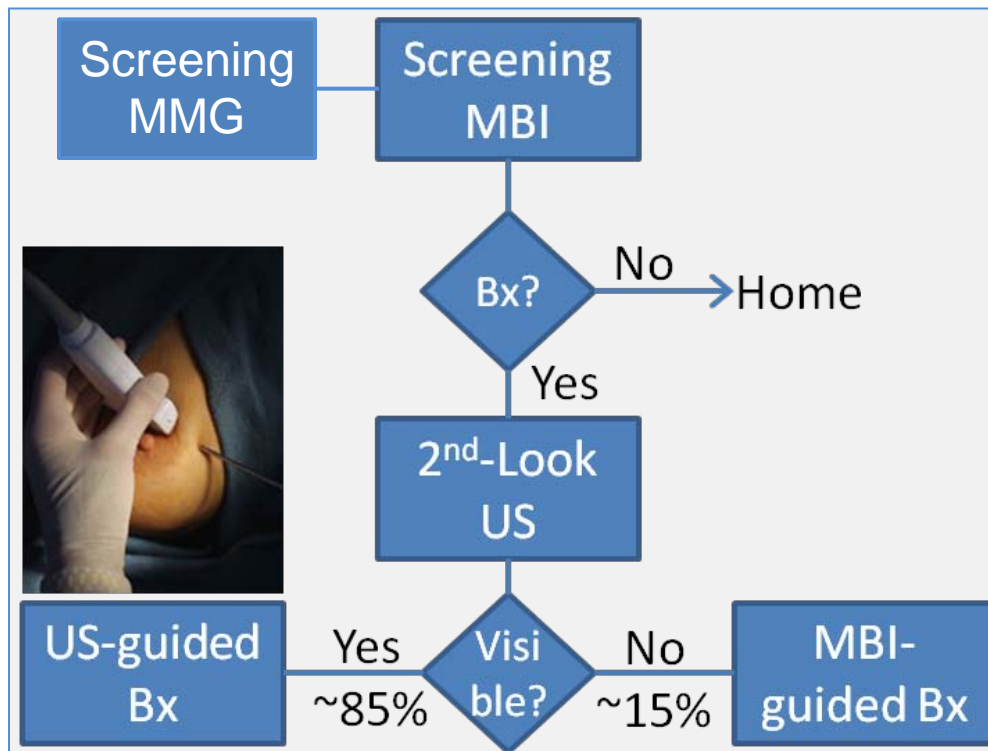 Screening
MMG
Screening
MBI
Bx?
No
Home
Yes
2nd-Look
US
US-guided
Bx
Yes
~85%
Visi
ble?
No
~15%
MBI-
guided Bx